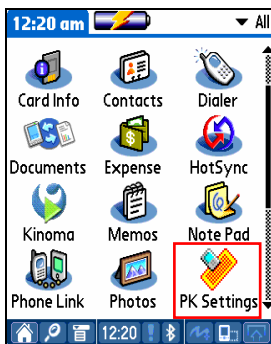 12:20 am All
Card Info Contacts Dialer
Documents Expense HotSync
Kinoma Memos Note Pad
Phone Link Photos PK Settings
12:20